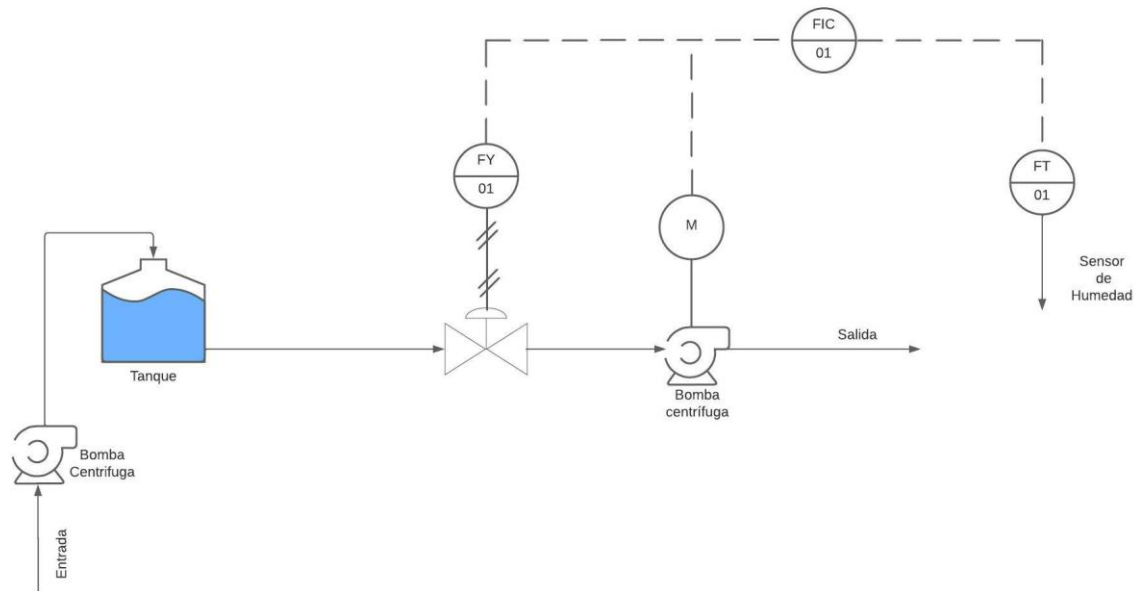 FIC
01
FY
01
FT
01
M
Sensor
de
Humedad
Salida
Tanque
Bomba
centrífuga
Bomba
Centrifuga
Entrada